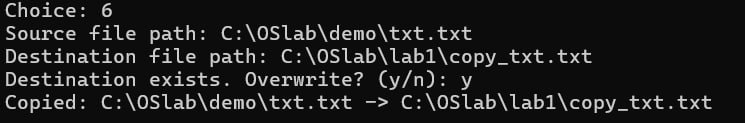 Choice: 6
Source file path: C:\OSlab\demo\txt.txt
Destination file path: C:\OSlab\lab1\copy_txt.txt
Destination exists. Overwrite? (y/n): y
Copied: C:\OSlab\demo\txt.txt -> C:\OSlab\lab1\copy_txt.txt